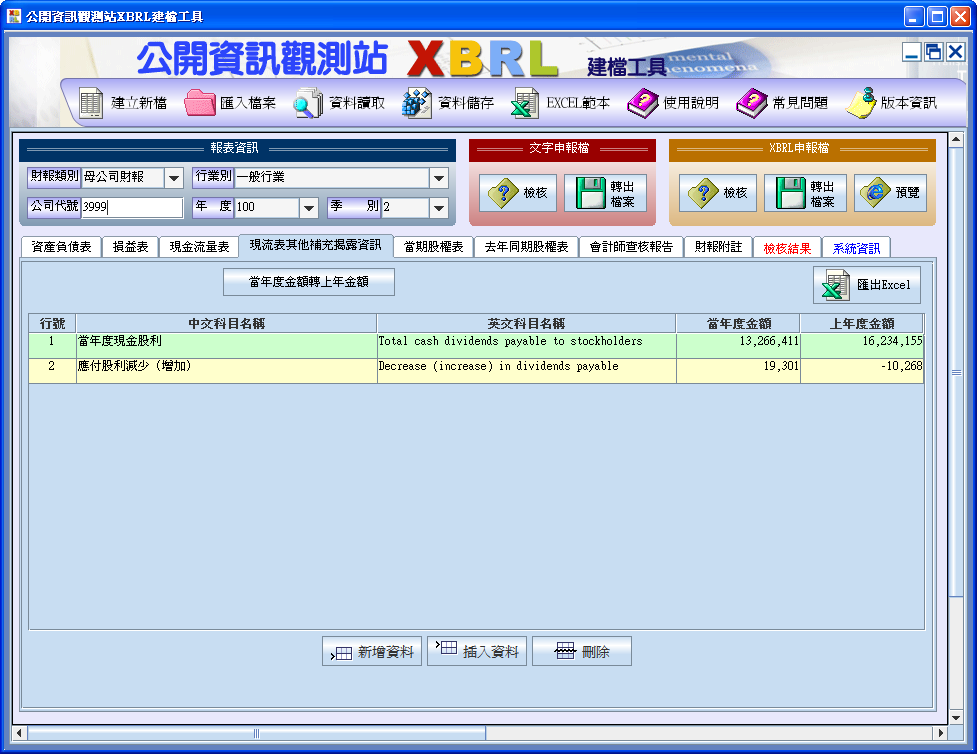 公開資訊觀測站XBRL建檔工具
公開資訊觀測站 XBRL 建檔工具
mental
enomena
建立新檔 匯入檔案 資料讀取 資料儲存 EXCEL範本 使用說明 常見問題 版本資訊
報表資訊 文字申報檔 XBRL申報檔
財報類別 母公司財報 行業別 一般行業
公司代號 3999 年 度 100 季 別 2
檢核 轉出檔案 檢核 轉出檔案 預覽
資產負債表 損益表 現金流量表 現流表其他補充揭露資訊 當期股權表 去年同期股權表 會計師查核報告 財報附註 檢核結果 系統資訊
當年度金額轉上年金額 匯出Excel
行號 中文科目名稱 英文科目名稱 當年度金額 上年度金額
1 當年度現金股利 Total cash dividends payable to stockholders 13,266,411 16,234,155
2 應付股利減少（增加） Decrease (increase) in dividends payable 19,301 -10,268
新增資料 插入資料 刪除